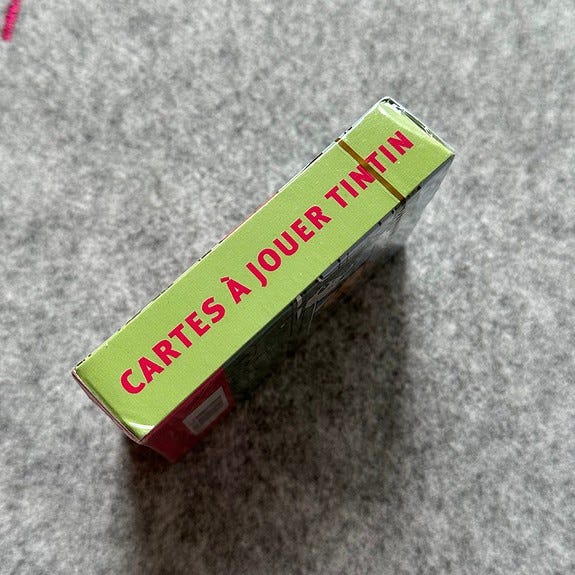 CARTES À JOUER TINTIN